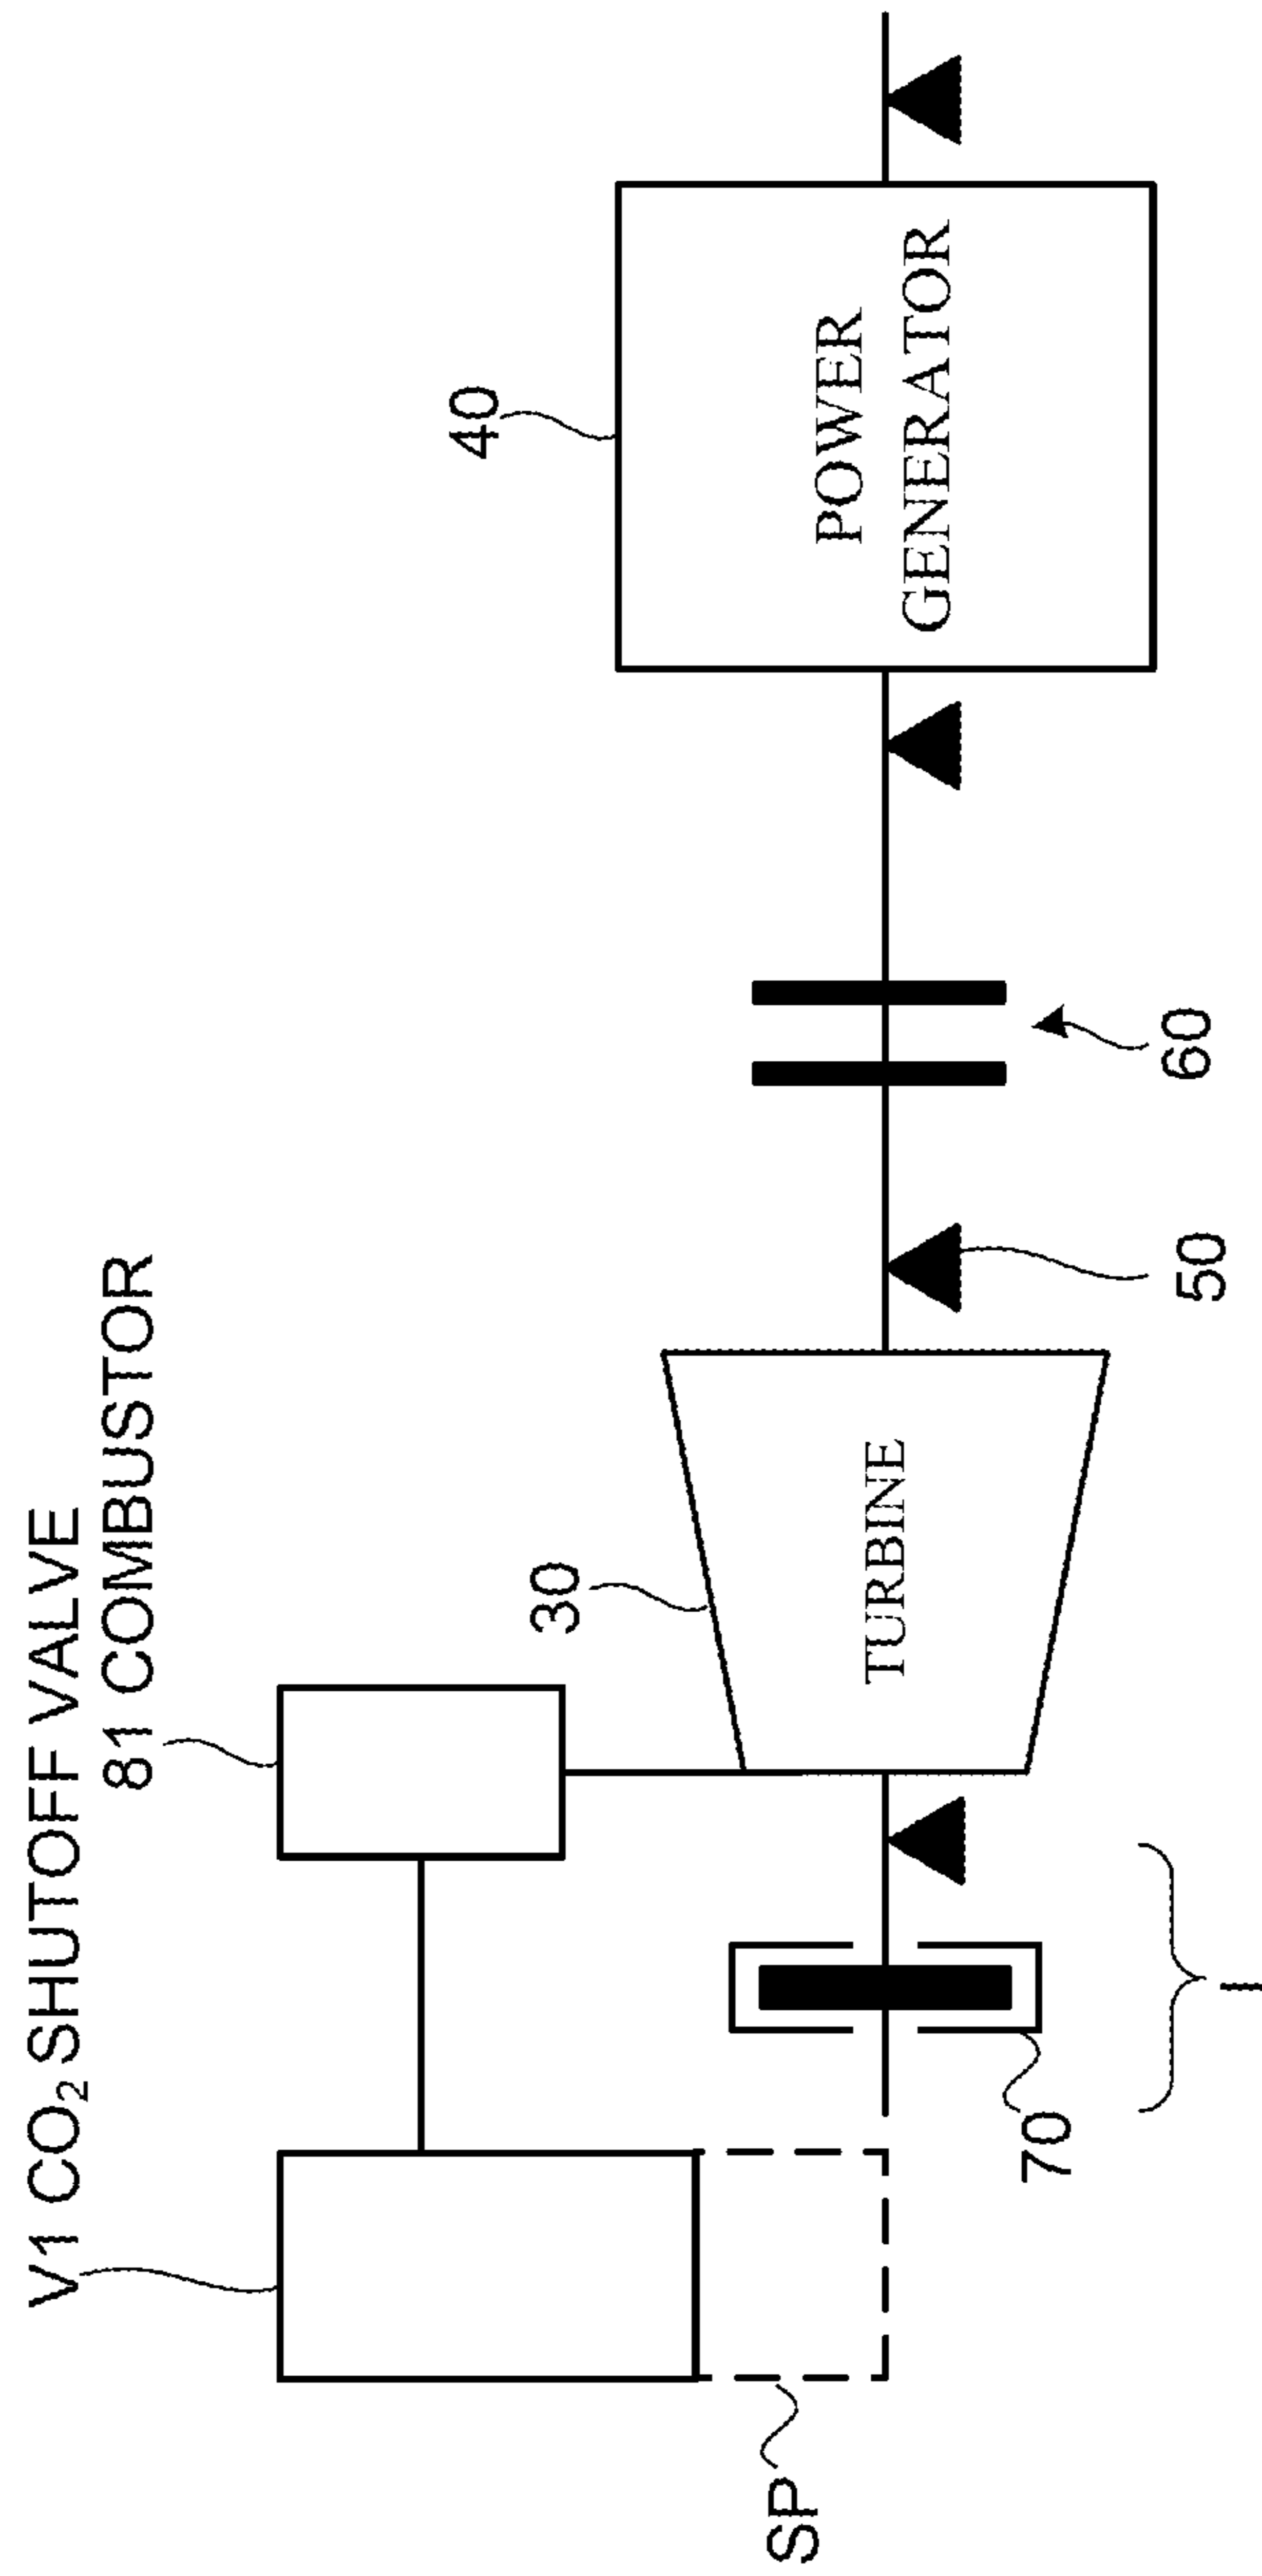 V1 CO₂ SHUTOFF VALVE
81 COMBUSTOR
40
30
SP
TURBINE
POWER
GENERATOR
70
50
60